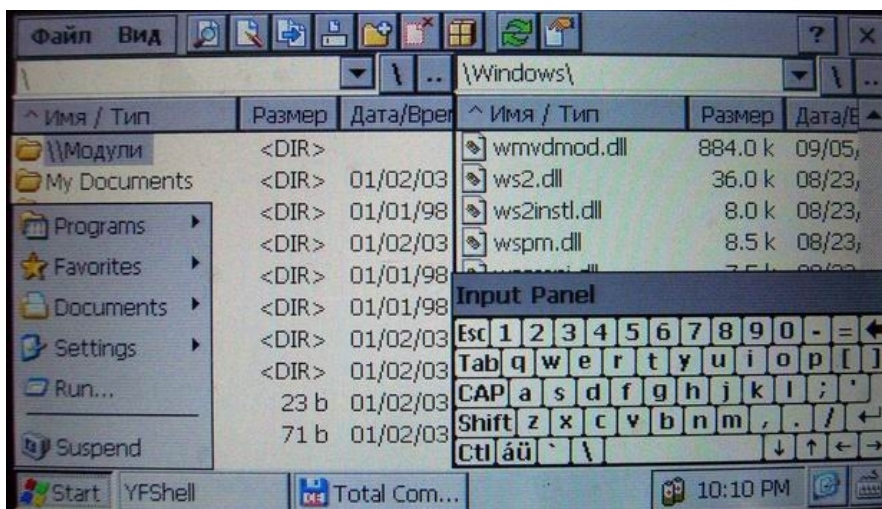 Файл Вид ?
\ \ .. \Windows\ \ ..
^ Имя / Тип Размер Дата/Врем ^ Имя / Тип Размер Дата/В
\\Модули <DIR> wmvdmod.dll 884.0 k 09/05/
My Documents <DIR> 01/02/03 ws2.dll 36.0 k 08/23/
Programs <DIR> 01/01/98 ws2instl.dll 8.0 k 08/23/
<DIR> 01/02/03 wspm.dll 8.5 k 08/23/
Favorites <DIR> 01/01/98
Documents <DIR> 01/01/98
Settings <DIR> 01/02/03
<DIR> 01/02/03
Run...
23 b 01/02/03
71 b 01/02/03
Suspend
Input Panel
Esc 1 2 3 4 5 6 7 8 9 0 - =
Tab q w e r t y u i o p [ ]
CAP a s d f g h j k l ; '
Shift z x c v b n m , . /
Ctl áü ` \ ↓ ↑ ← →
Start YFShell Total Com... 10:10 PM